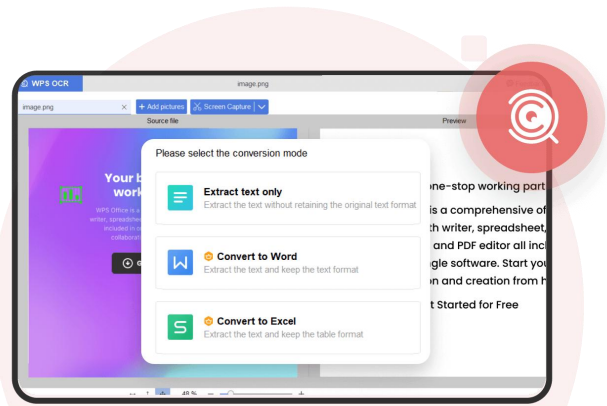 WPS OCR
image.png
image.png
+ Add pictures
Screen Capture
Source file
Preview
Please select the conversion mode
Extract text only
Extract the text without retaining the original text format
Convert to Word
Extract the text and keep the text format
Convert to Excel
Extract the text and keep the table format
Your
WPS Office is a
writer, spreadshe
included in
collaborat
one-stop working part
is a comprehensive of
th writer, spreadsheet,
and PDF editor all incl
gle software. Start you
on and creation from h
t Started for Free
48 %